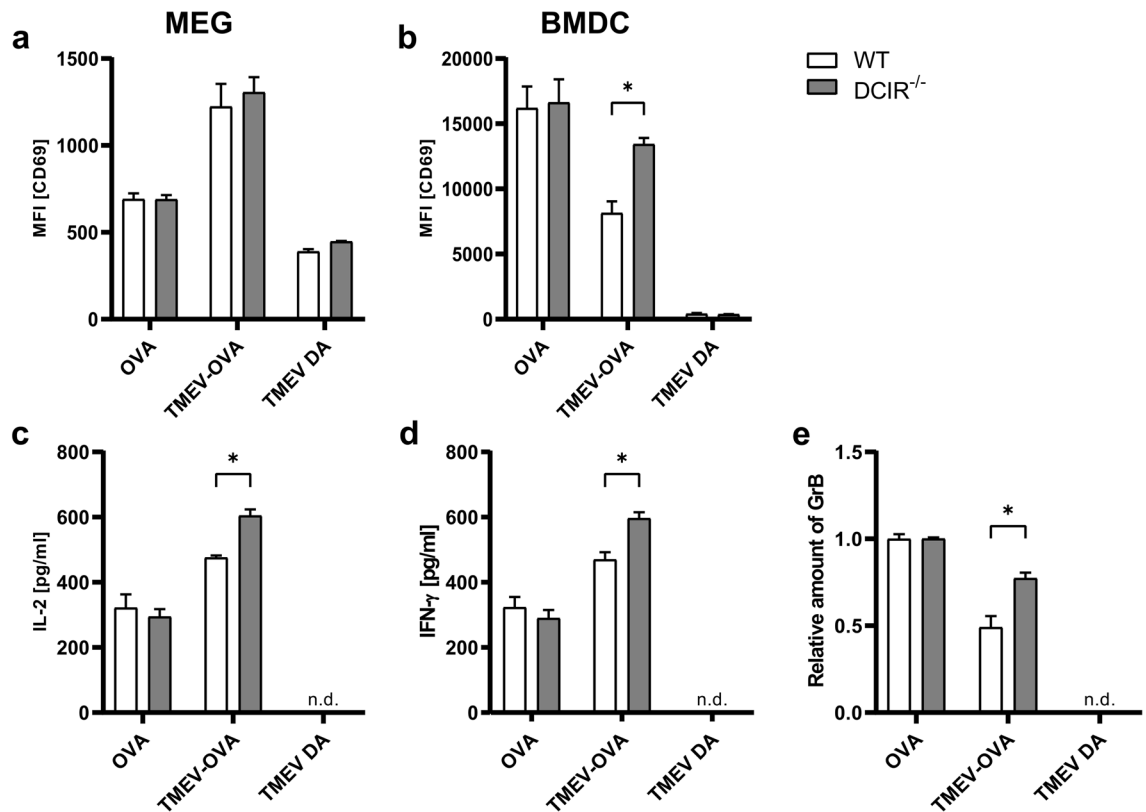 a
MEG
MFI [CD69]
1500
1000
500
0
OVA
TMEV-OVA
TMEV DA
b
BMDC
MFI [CD69]
20000
15000
10000
5000
0
*
OVA
TMEV-OVA
TMEV DA
WT
DCIR-/-
c
IL-2 [pg/ml]
800
600
400
200
0
*
n.d.
OVA
TMEV-OVA
TMEV DA
d
IFN-γ [pg/ml]
800
600
400
200
0
*
n.d.
OVA
TMEV-OVA
TMEV DA
e
Relative amount of GrB
1.5
1.0
0.5
0.0
*
n.d.
OVA
TMEV-OVA
TMEV DA